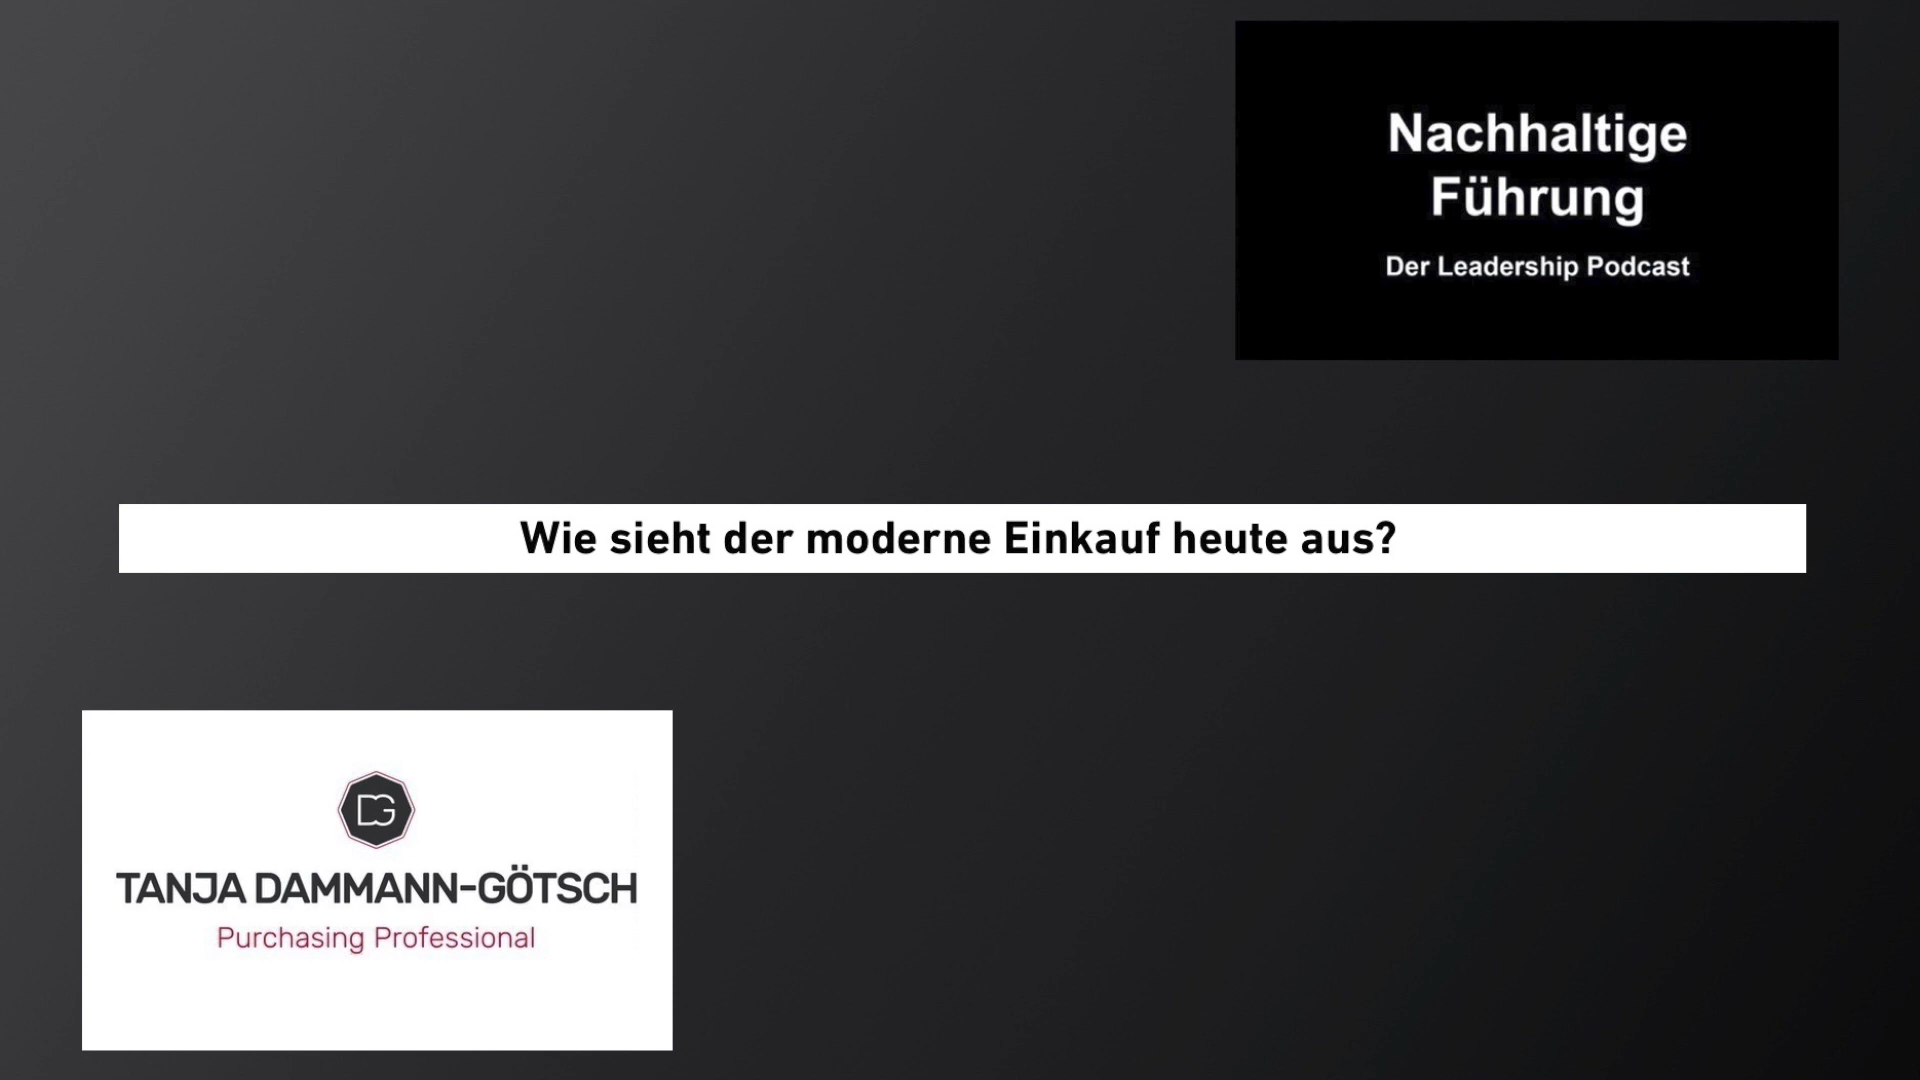 Nachhaltige
Führung
Der Leadership Podcast
Wie sieht der moderne Einkauf heute aus?
DG
TANJA DAMMANN-GÖTSCH
Purchasing Professional